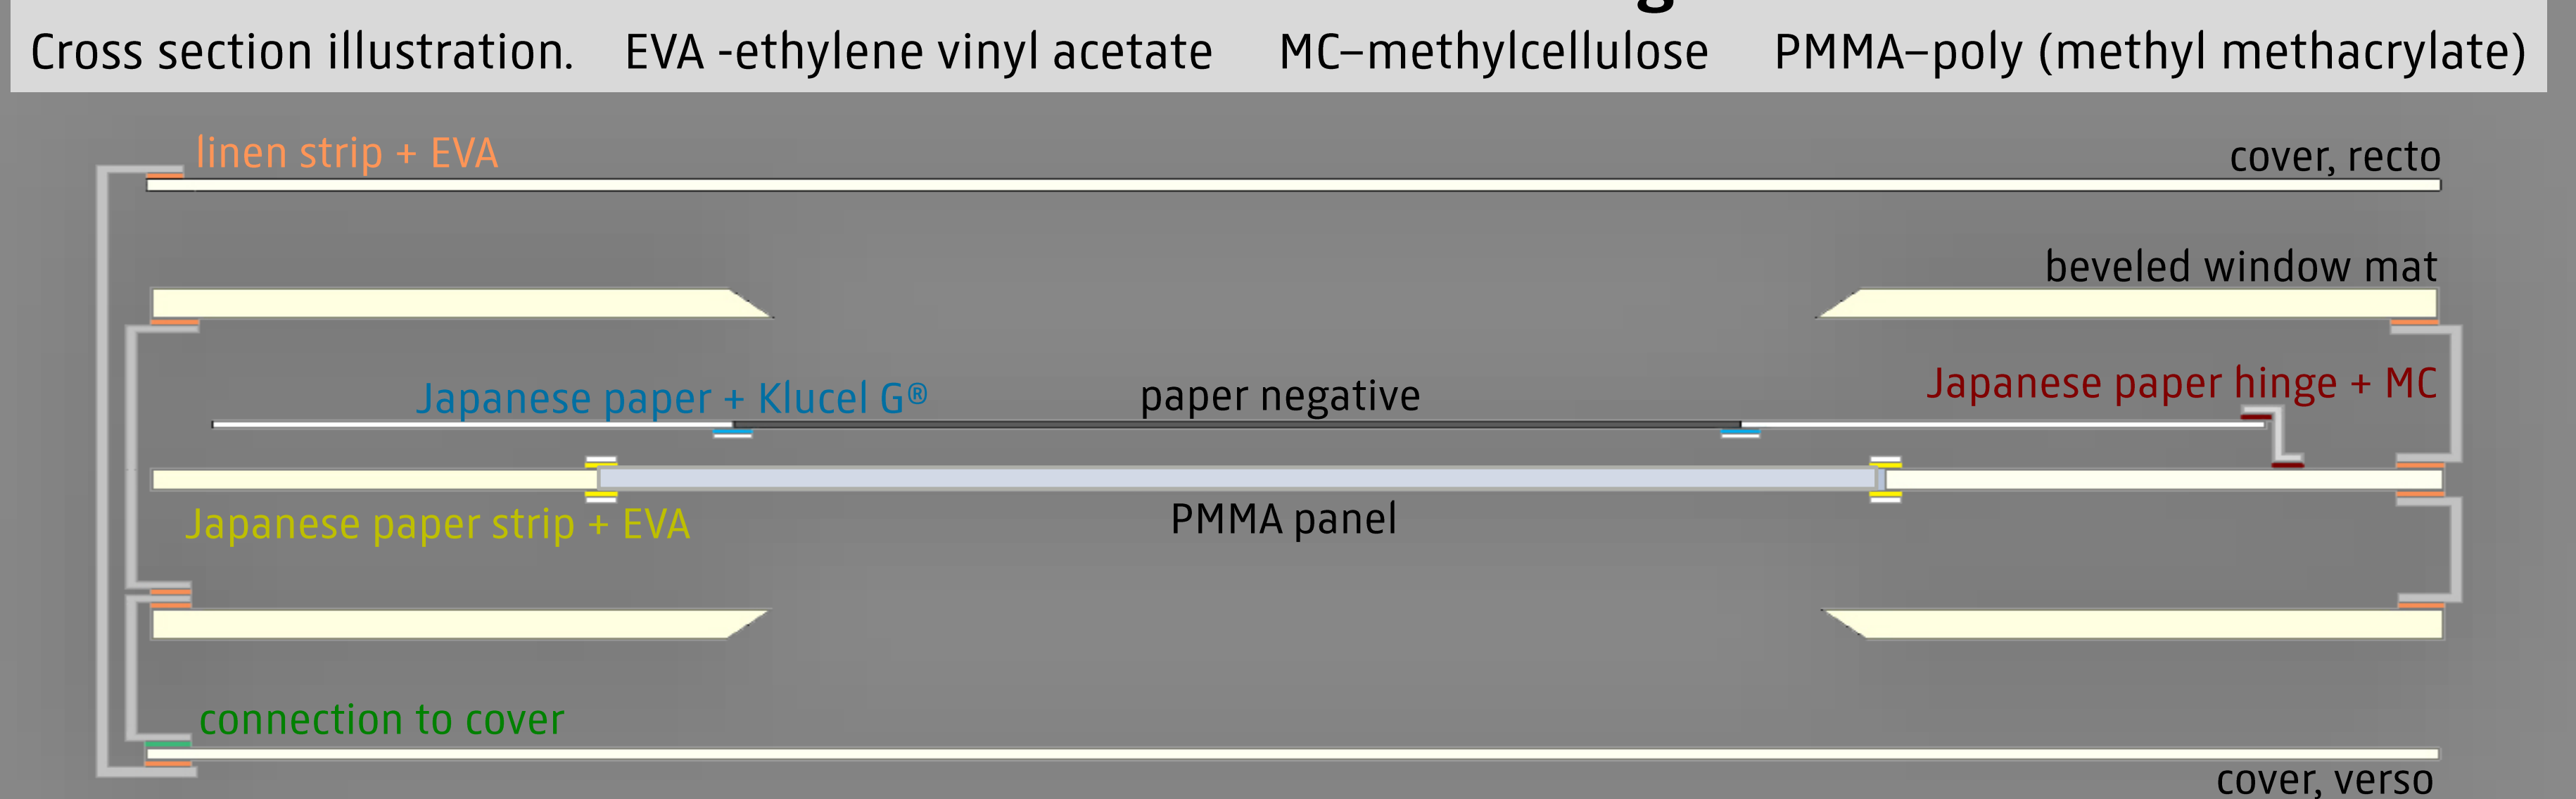 Cross section illustration. EVA -ethylene vinyl acetate MC–methylcellulose PMMA–poly (methyl methacrylate)
linen strip + EVA
cover, recto
beveled window mat
Japanese paper + Klucel G®
paper negative
Japanese paper hinge + MC
Japanese paper strip + EVA
PMMA panel
connection to cover
cover, verso